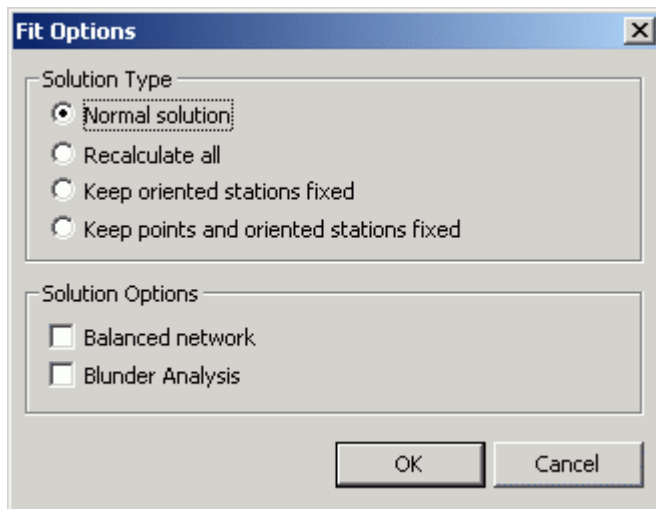 Fit Options
Solution Type
Normal solution
Recalculate all
Keep oriented stations fixed
Keep points and oriented stations fixed
Solution Options
Balanced network
Blunder Analysis
OK
Cancel